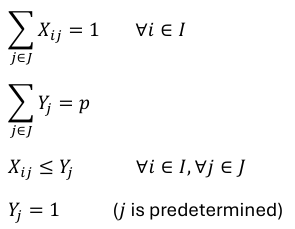 ∑_{j∈J} X_{ij} = 1 ∀i ∈ I
∑_{j∈J} Y_j = p
X_{ij} ≤ Y_j ∀i ∈ I, ∀j ∈ J
Y_j = 1 (j is predetermined)